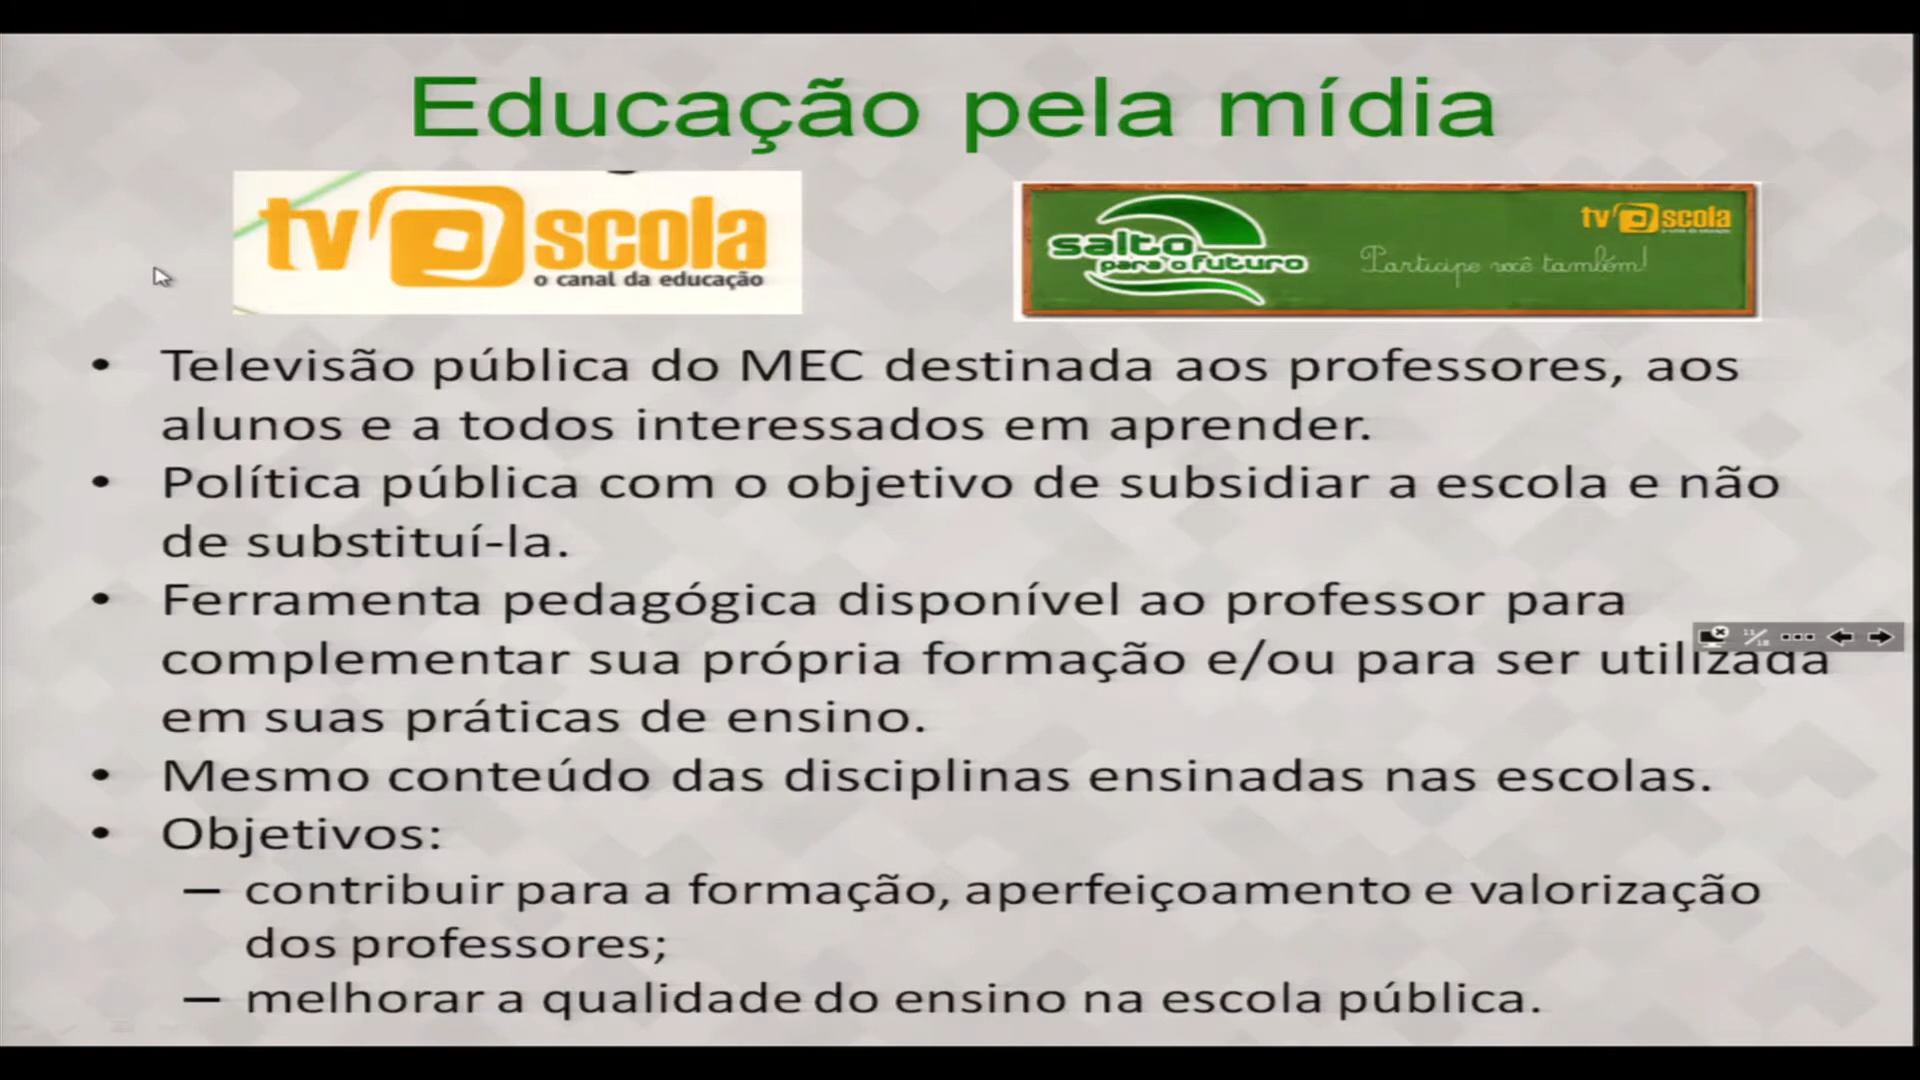 Educação pela mídia
tv escola
o canal da educação
tv escola
salto
para o futuro
Participe você também!
• Televisão pública do MEC destinada aos professores, aos
alunos e a todos interessados em aprender.
• Política pública com o objetivo de subsidiar a escola e não
de substituí-la.
• Ferramenta pedagógica disponível ao professor para
complementar sua própria formação e/ou para ser utilizada
em suas práticas de ensino.
• Mesmo conteúdo das disciplinas ensinadas nas escolas.
• Objetivos:
– contribuir para a formação, aperfeiçoamento e valorização
dos professores;
– melhorar a qualidade do ensino na escola pública.